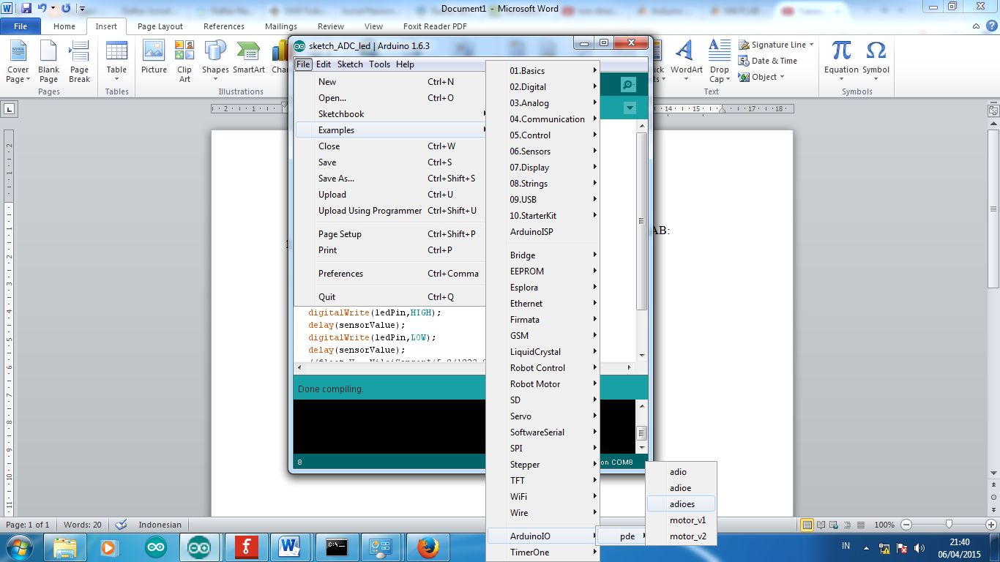 Document1 - Microsoft Word
File Home Insert Page Layout References Mailings Review View Foxit Reader PDF
Cover Page
Blank Page
Page Break
Table
Picture
Clip Art
Shapes
SmartArt
WordArt
Drop Cap
Signature Line
Date & Time
Object
Equation
Symbol
Pages
Tables
Illustrations
Text
Symbols
sketch_ADC_led | Arduino 1.6.3
File Edit Sketch Tools Help
New Ctrl+N
Open... Ctrl+O
Sketchbook
Examples
Close Ctrl+W
Save Ctrl+S
Save As... Ctrl+Shift+S
Upload Ctrl+U
Upload Using Programmer Ctrl+Shift+U
Page Setup Ctrl+Shift+P
Print Ctrl+P
Preferences Ctrl+Comma
Quit Ctrl+Q
01.Basics
02.Digital
03.Analog
04.Communication
05.Control
06.Sensors
07.Display
08.Strings
09.USB
10.StarterKit
ArduinoISP
Bridge
EEPROM
Esplora
Ethernet
Firmata
GSM
LiquidCrystal
Robot Control
Robot Motor
SD
Servo
SoftwareSerial
SPI
Stepper
TFT
WiFi
Wire
ArduinoIO
TimerOne
pde
adio
adioe
adioes
motor_v1
motor_v2
AB:
digitalWrite(ledPin,HIGH);
delay(sensorValue);
digitalWrite(ledPin,LOW);
delay(sensorValue);
Done compiling.
8
on COM8
Page: 1 of 1 Words: 20 Indonesian
100%
IN
21:40
06/04/2015